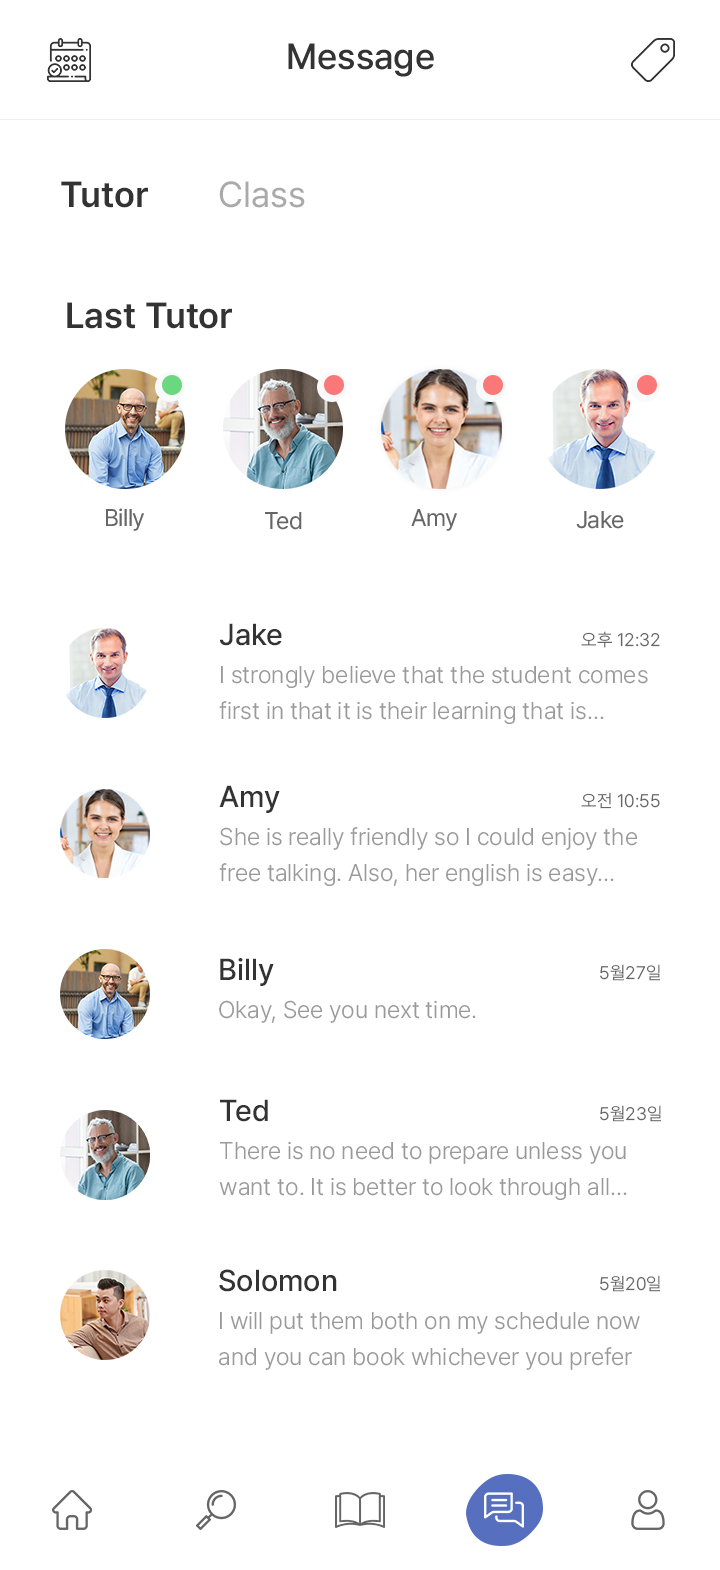 Message
Tutor Class
Last Tutor
Billy Ted Amy Jake
Jake 오후 12:32
I strongly believe that the student comes
first in that it is their learning that is...
Amy 오전 10:55
She is really friendly so I could enjoy the
free talking. Also, her english is easy...
Billy 5월27일
Okay, See you next time.
Ted 5월23일
There is no need to prepare unless you
want to. It is better to look through all...
Solomon 5월20일
I will put them both on my schedule now
and you can book whichever you prefer